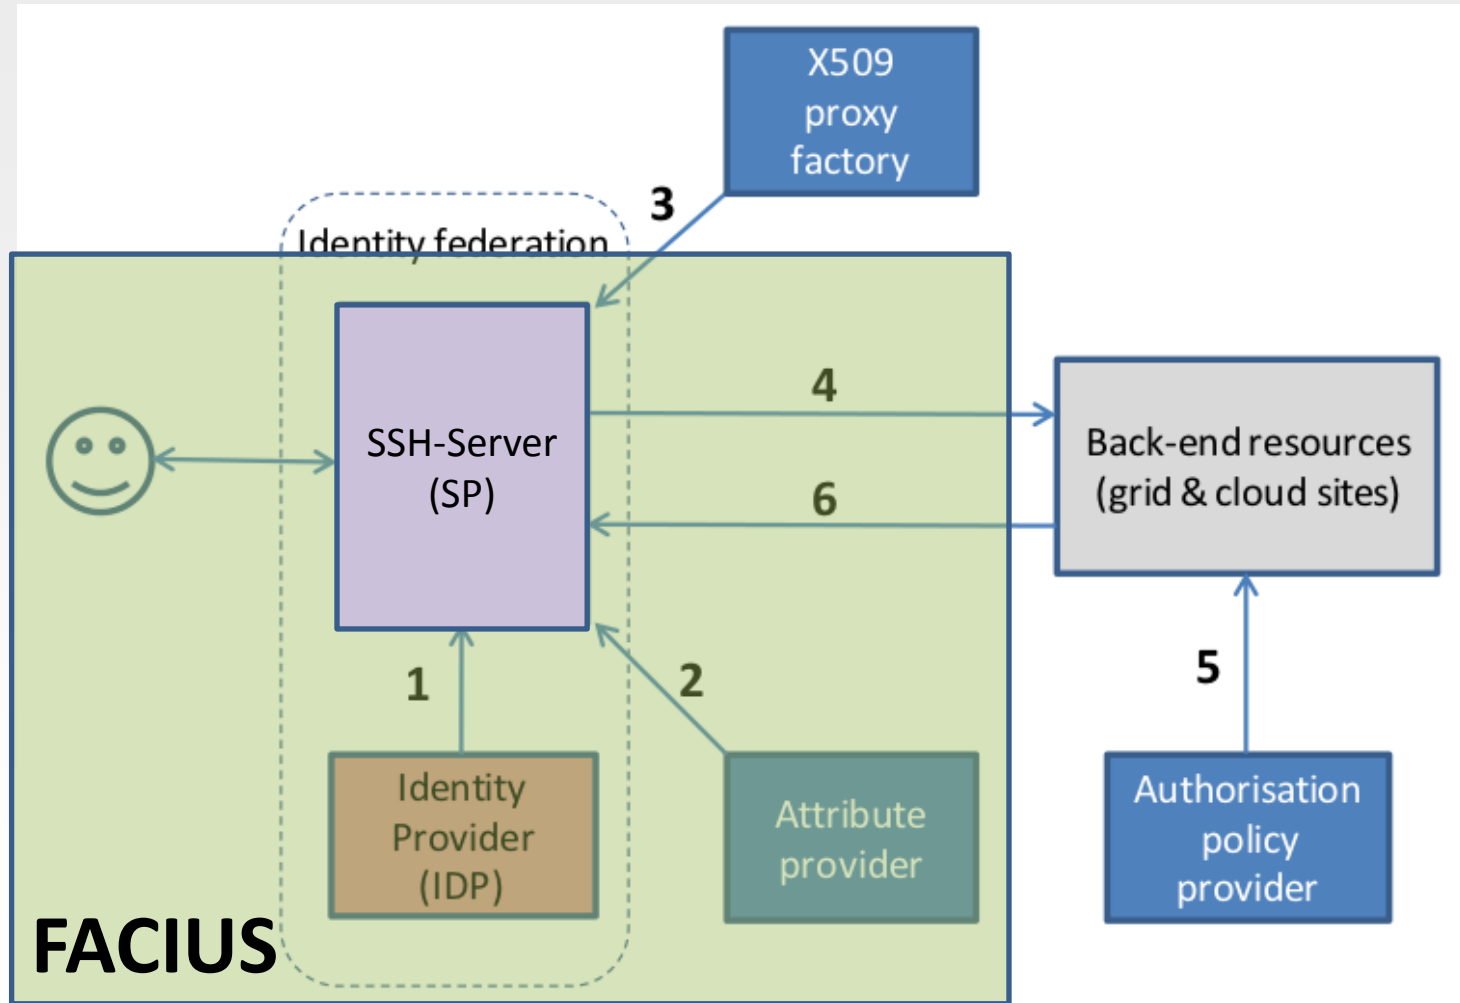 X509
proxy
factory
3
Identity federation
SSH-Server
(SP)
4
6
Back-end resources
(grid & cloud sites)
1
2
5
Identity
Provider
(IDP)
Attribute
provider
Authorisation
policy
provider
FACIUS